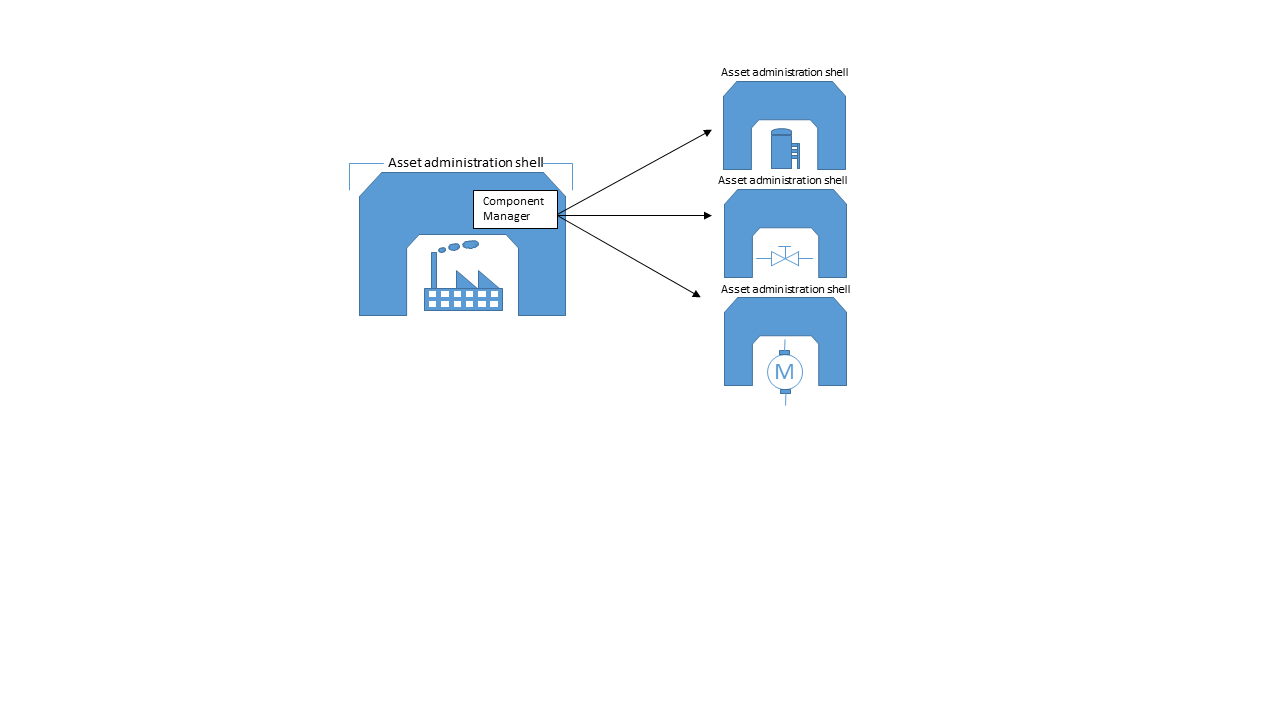 Asset administration shell
Component
Manager
Asset administration shell
Asset administration shell
Asset administration shell
M